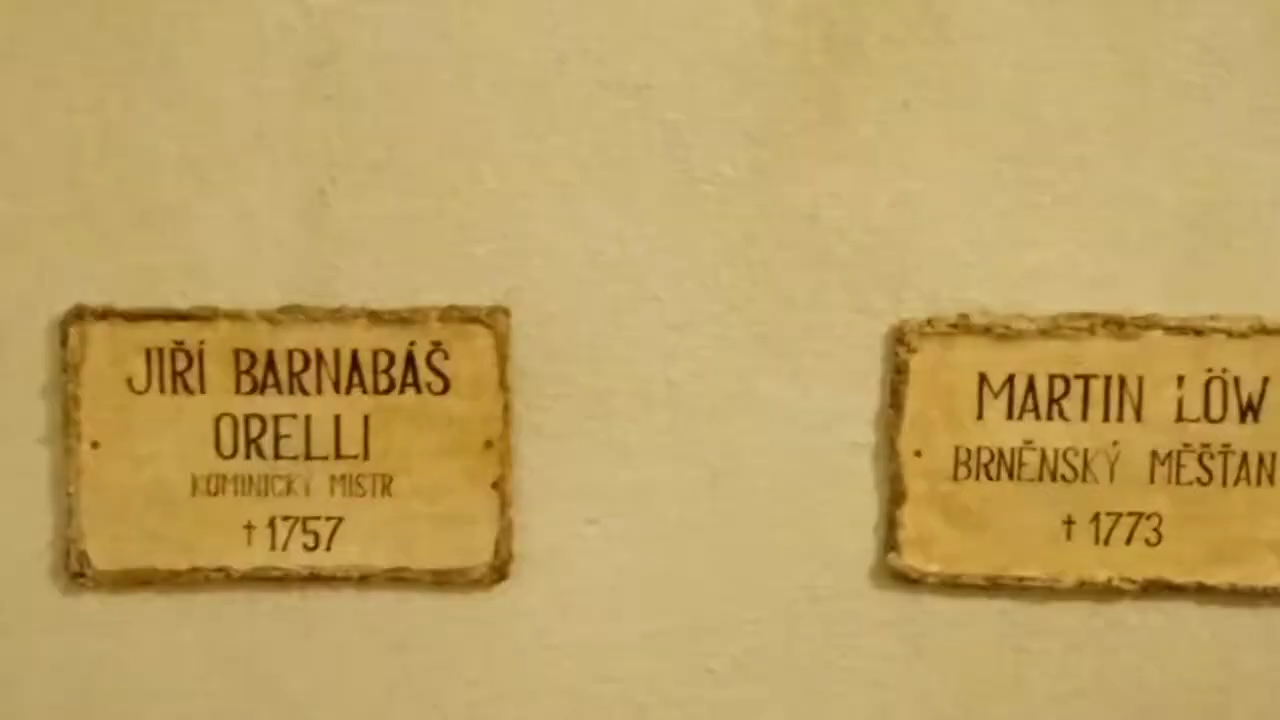 JIŘÍ BARNABÁŠ
ORELLI
KOMINICKÝ MISTR
† 1757
MARTIN LÖW
BRNĚNSKÝ MĚŠŤAN
† 1773